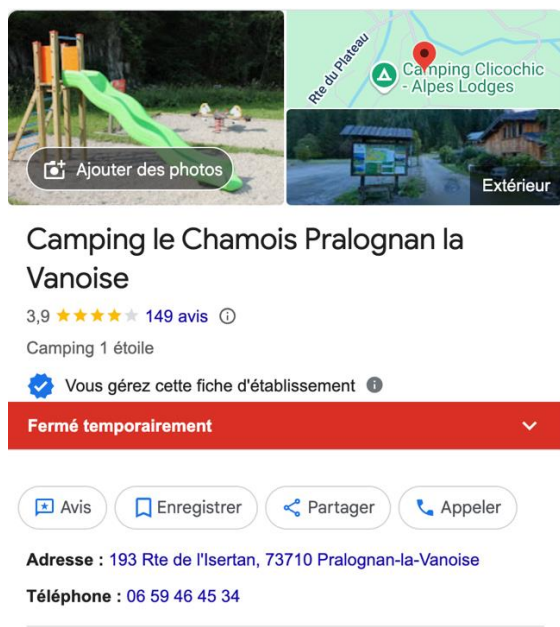 Rte du Plateau
Camping Clicochic
- Alpes Lodges
Ajouter des photos
Extérieur
Camping le Chamois Pralognan la
Vanoise
3,9 149 avis
Camping 1 étoile
Vous gérez cette fiche d'établissement
Fermé temporairement
Avis Enregistrer Partager Appeler
Adresse : 193 Rte de l'Isertan, 73710 Pralognan-la-Vanoise
Téléphone : 06 59 46 45 34